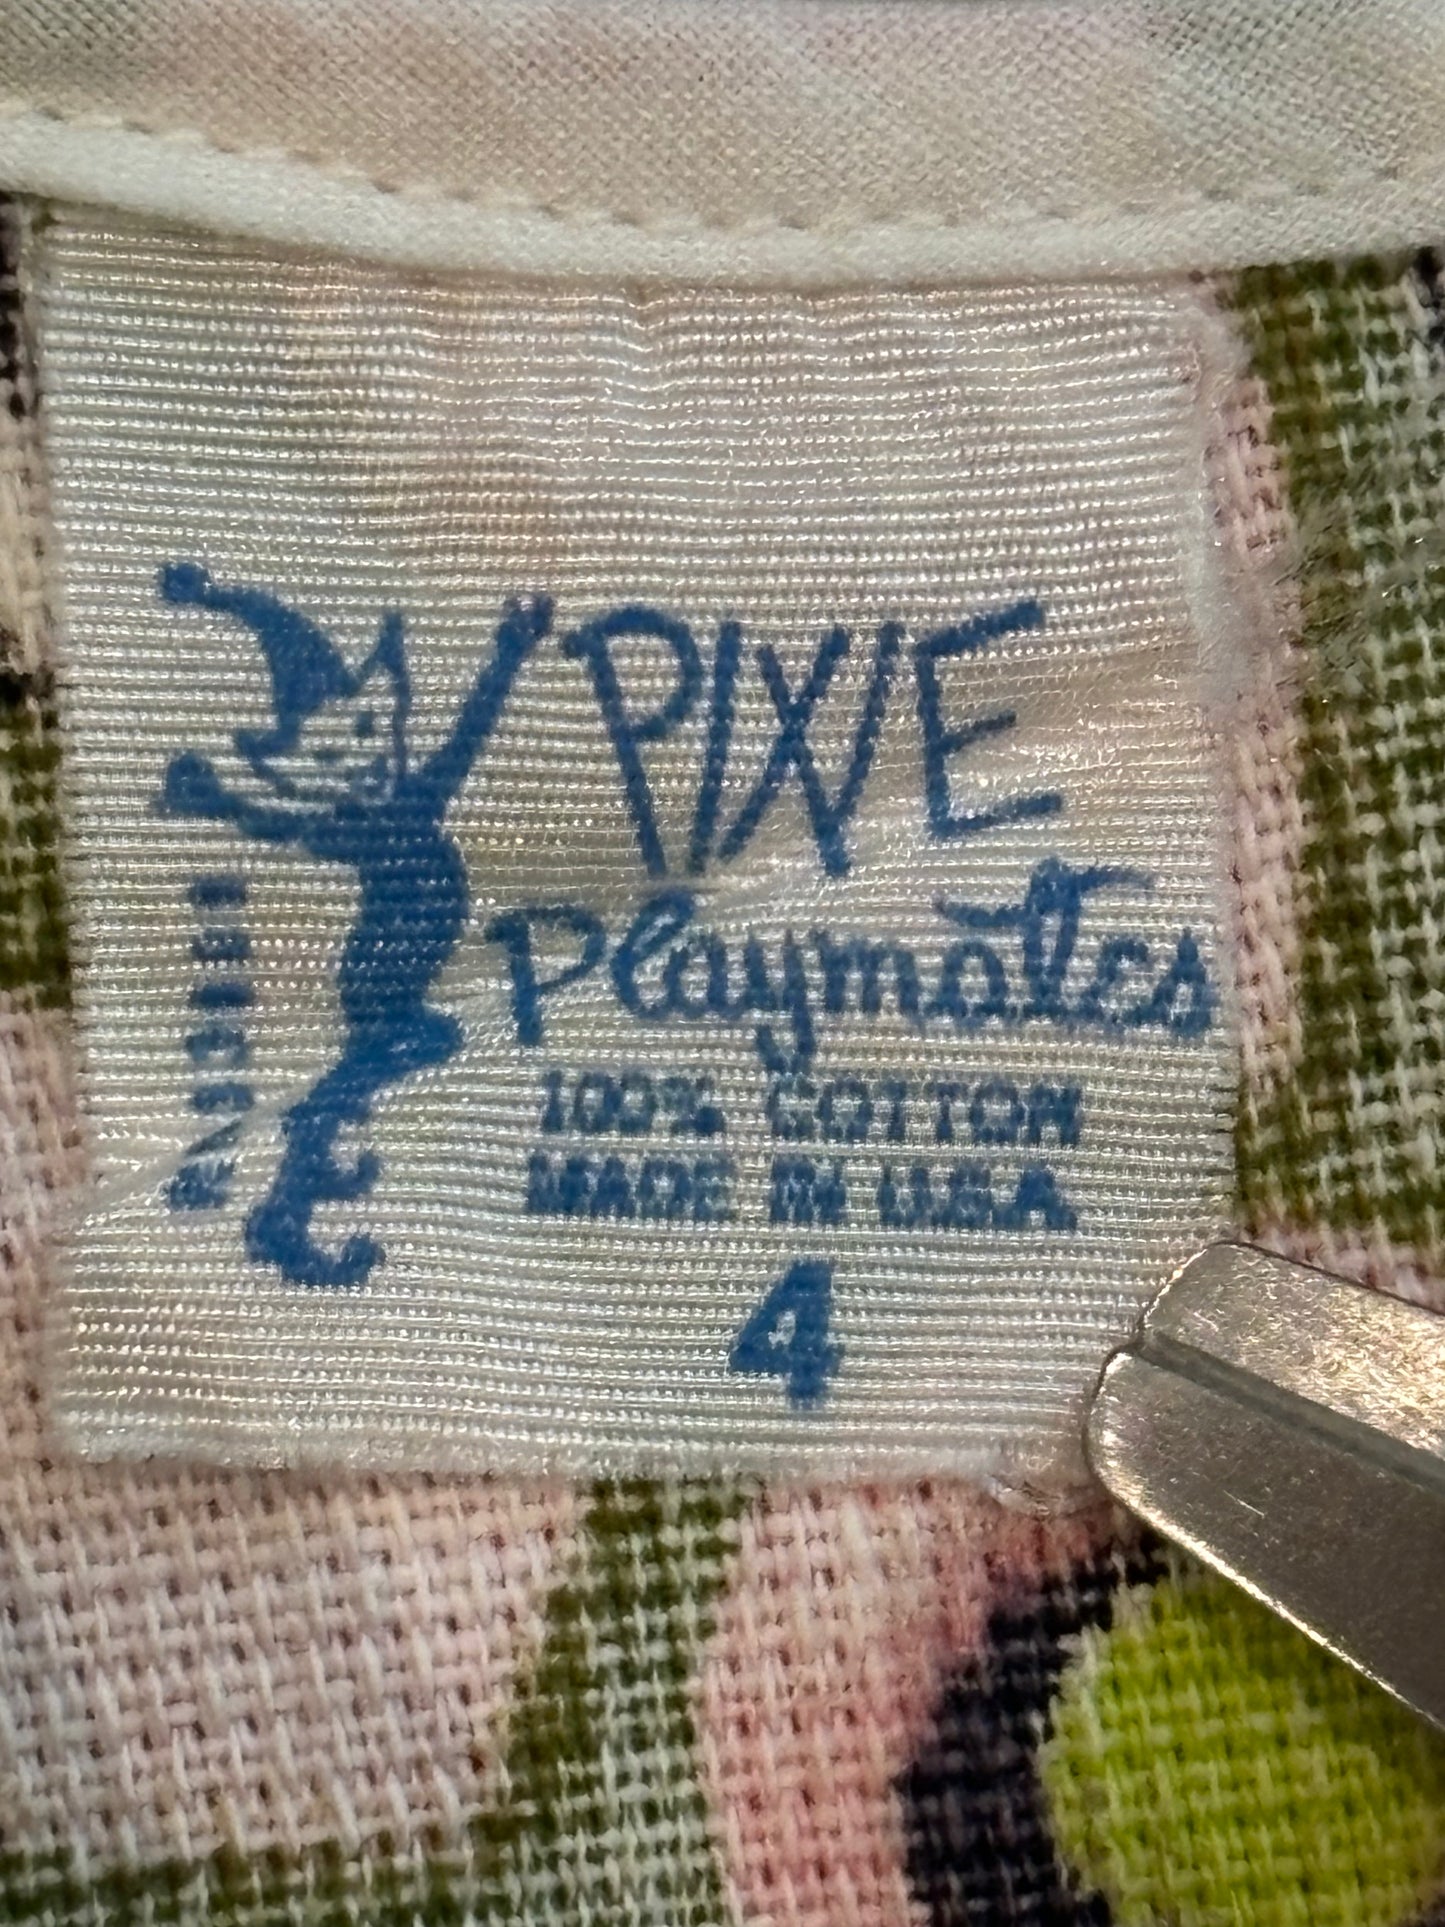 PIXIE
Playmates
100% COTTON
MADE IN U.S.A
4